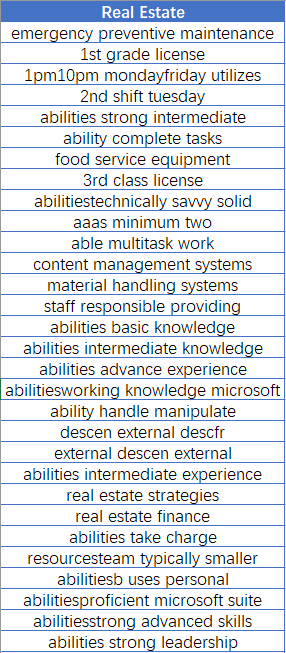 Real Estate
emergency preventive maintenance
1st grade license
1pm10pm mondayfriday utilizes
2nd shift tuesday
abilities strong intermediate
ability complete tasks
food service equipment
3rd class license
abilitiestechnically savvy solid
aaas minimum two
able multitask work
content management systems
material handling systems
staff responsible providing
abilities basic knowledge
abilities intermediate knowledge
abilities advance experience
abilitiesworking knowledge microsoft
ability handle manipulate
descen external descfr
external descen external
abilities intermediate experience
real estate strategies
real estate finance
abilities take charge
resourcesteam typically smaller
abilitiesb uses personal
abilitiesproficient microsoft suite
abilitiesstrong advanced skills
abilities strong leadership